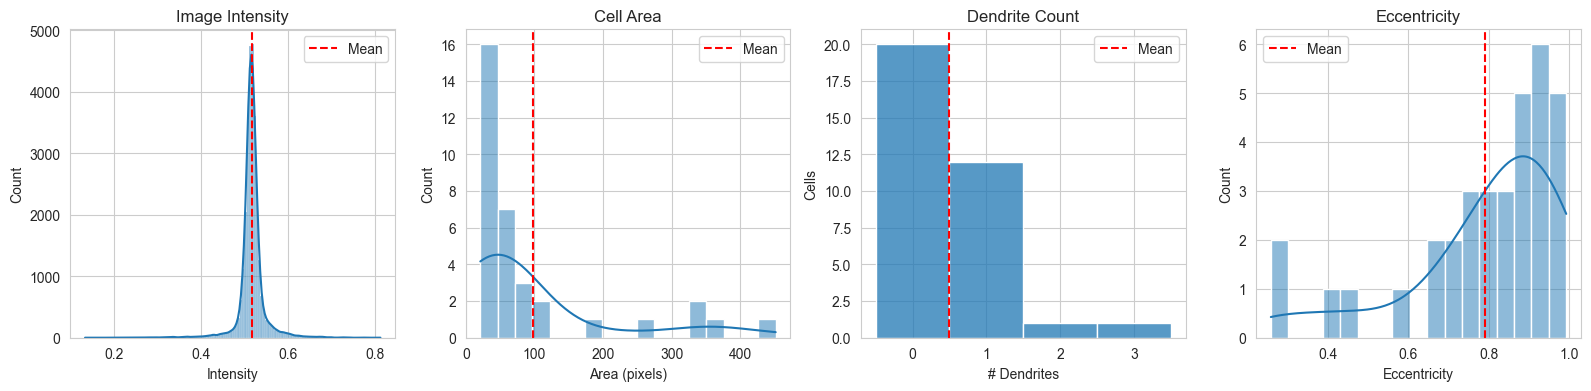 Image Intensity
5000
4000
3000
2000
1000
0
Count
0.2 0.4 0.6 0.8
Intensity
Mean
Cell Area
16
14
12
10
8
6
4
2
0
Count
0 100 200 300 400
Area (pixels)
Mean
Dendrite Count
20.0
17.5
15.0
12.5
10.0
7.5
5.0
2.5
0.0
Cells
0 1 2 3
# Dendrites
Mean
Eccentricity
6
5
4
3
2
1
0
Count
0.4 0.6 0.8 1.0
Eccentricity
Mean